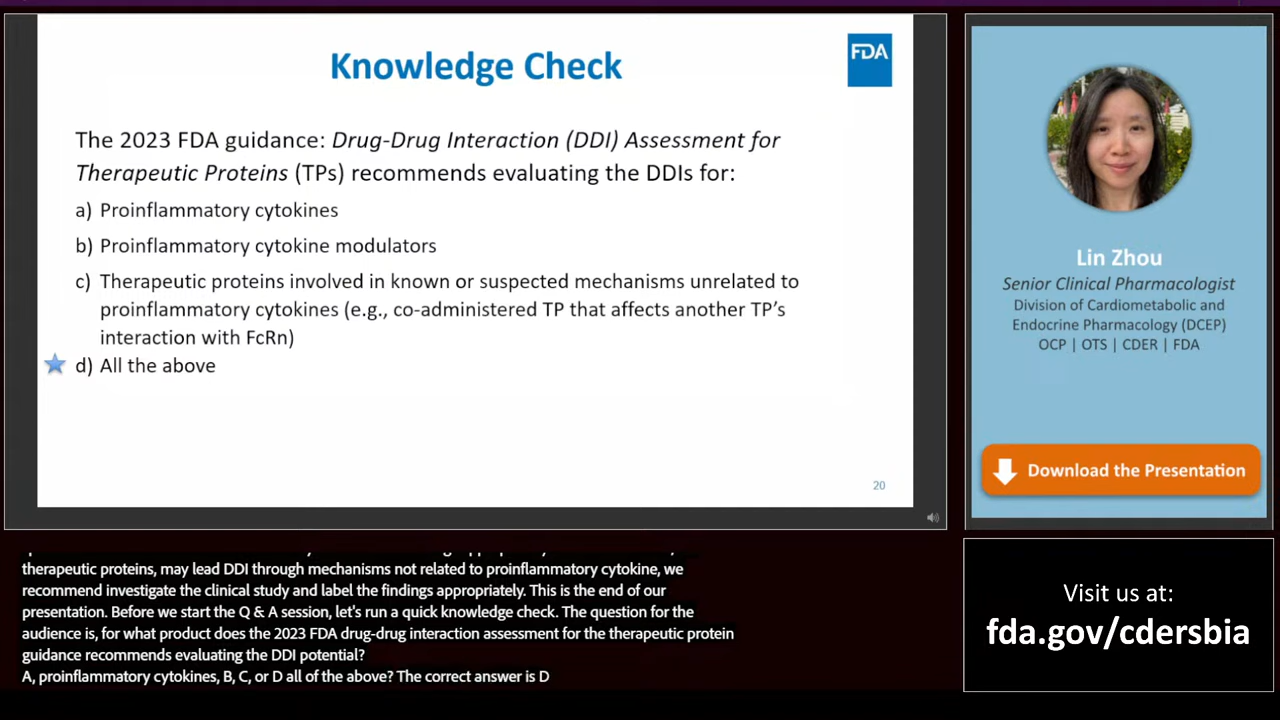 Knowledge Check
FDA
The 2023 FDA guidance: Drug-Drug Interaction (DDI) Assessment for
Therapeutic Proteins (TPs) recommends evaluating the DDIs for:
a) Proinflammatory cytokines
b) Proinflammatory cytokine modulators
c) Therapeutic proteins involved in known or suspected mechanisms unrelated to
proinflammatory cytokines (e.g., co-administered TP that affects another TP's
interaction with FcRn)
d) All the above
20
Lin Zhou
Senior Clinical Pharmacologist
Division of Cardiometabolic and
Endocrine Pharmacology (DCEP)
OCP | OTS | CDER | FDA
Download the Presentation
therapeutic proteins, may lead DDI through mechanisms not related to proinflammatory cytokine, we
recommend investigate the clinical study and label the findings appropriately. This is the end of our
presentation. Before we start the Q & A session, let's run a quick knowledge check. The question for the
audience is, for what product does the 2023 FDA drug-drug interaction assessment for the therapeutic protein
guidance recommends evaluating the DDI potential?
A, proinflammatory cytokines, B, C, or D all of the above? The correct answer is D
Visit us at:
fda.gov/cdersbia